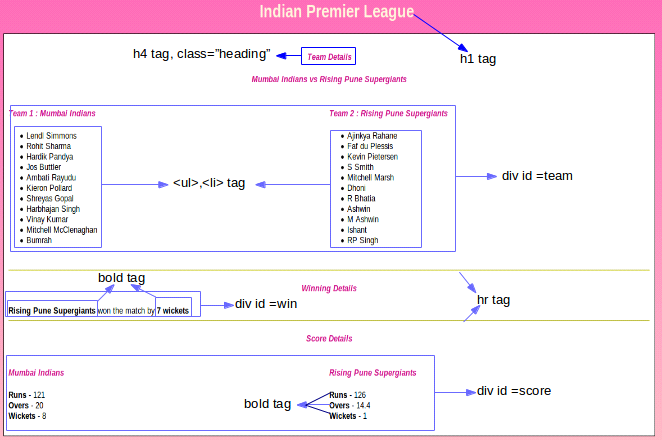 Indian Premier League
h4 tag, class=”heading”
Team Details
h1 tag
Mumbai Indians vs Rising Pune Supergiants
Team 1 : Mumbai Indians
Lendl Simmons
Rohit Sharma
Hardik Pandya
Jos Buttler
Ambati Rayudu
Kieron Pollard
Shreyas Gopal
Harbhajan Singh
Vinay Kumar
Mitchell McClenaghan
Bumrah
<ul>,<li> tag
Team 2 : Rising Pune Supergiants
Ajinkya Rahane
Faf du Plessis
Kevin Pietersen
S Smith
Mitchell Marsh
Dhoni
R Bhatia
Ashwin
M Ashwin
Ishant
RP Singh
div id =team
bold tag
Winning Details
hr tag
Rising Pune Supergiants won the match by 7 wickets
div id =win
Score Details
Mumbai Indians
Runs - 121
Overs - 20
Wickets - 8
bold tag
Rising Pune Supergiants
Runs - 126
Overs - 14.4
Wickets - 1
div id =score